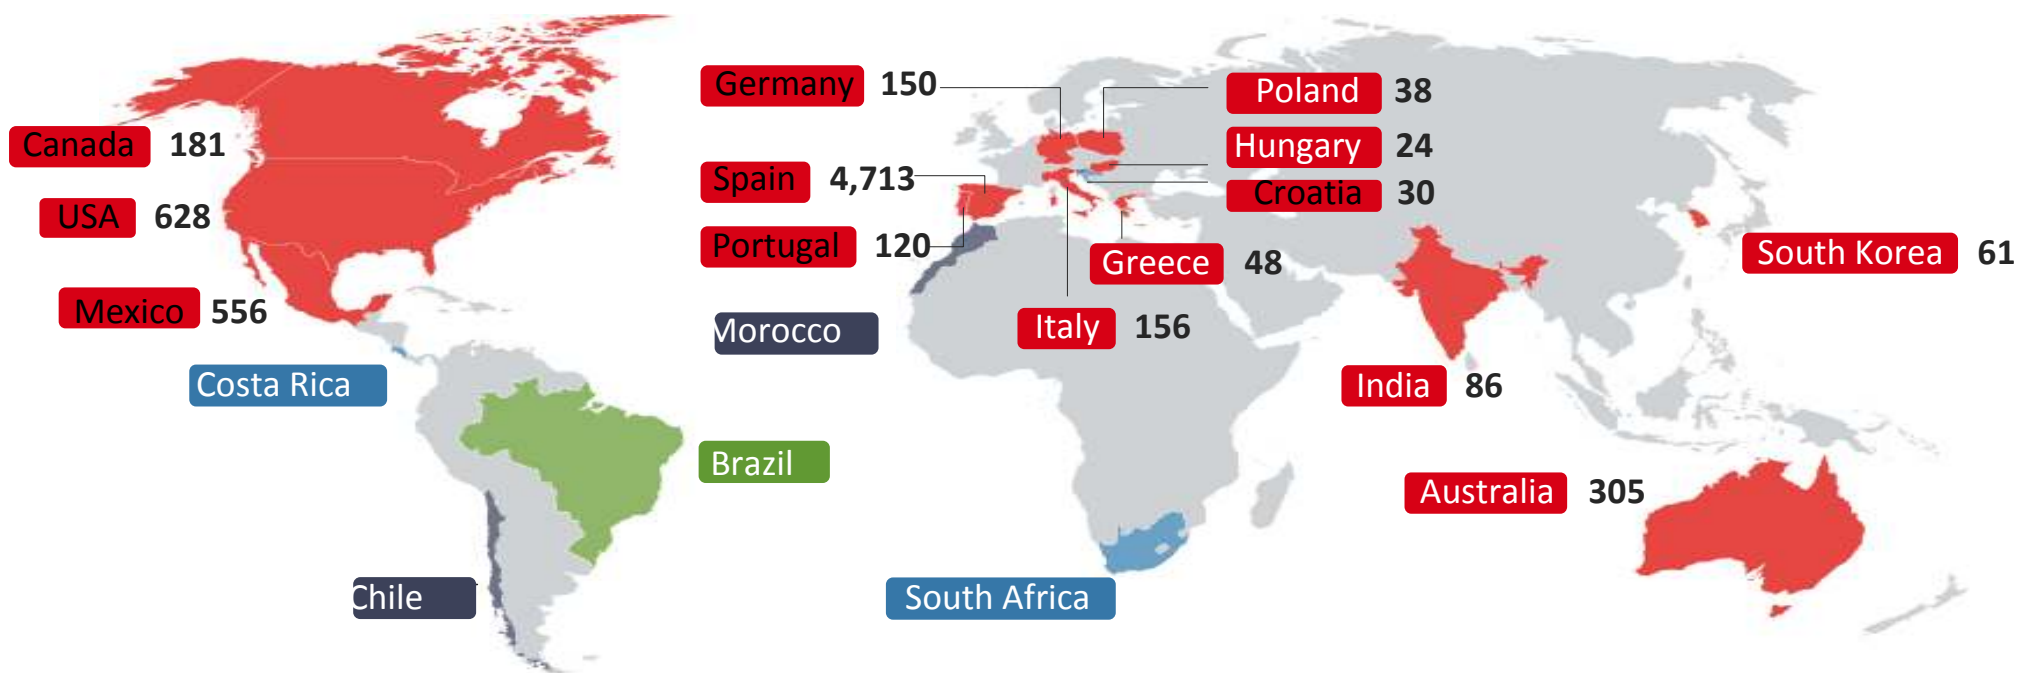 Canada 181
USA 628
Mexico 556
Costa Rica
Brazil
Chile
Germany 150
Spain 4,713
Portugal 120
Morocco
Poland 38
Hungary 24
Croatia 30
Greece 48
Italy 156
South Africa
South Korea 61
India 86
Australia 305